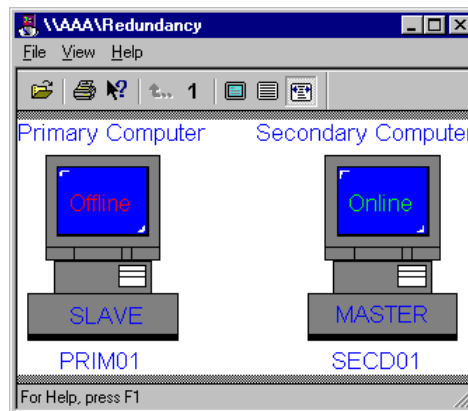 \\AAA\Redundancy
File View Help
1
Primary Computer Secondary Computer
Offline Online
SLAVE MASTER
PRIM01 SECD01
For Help, press F1